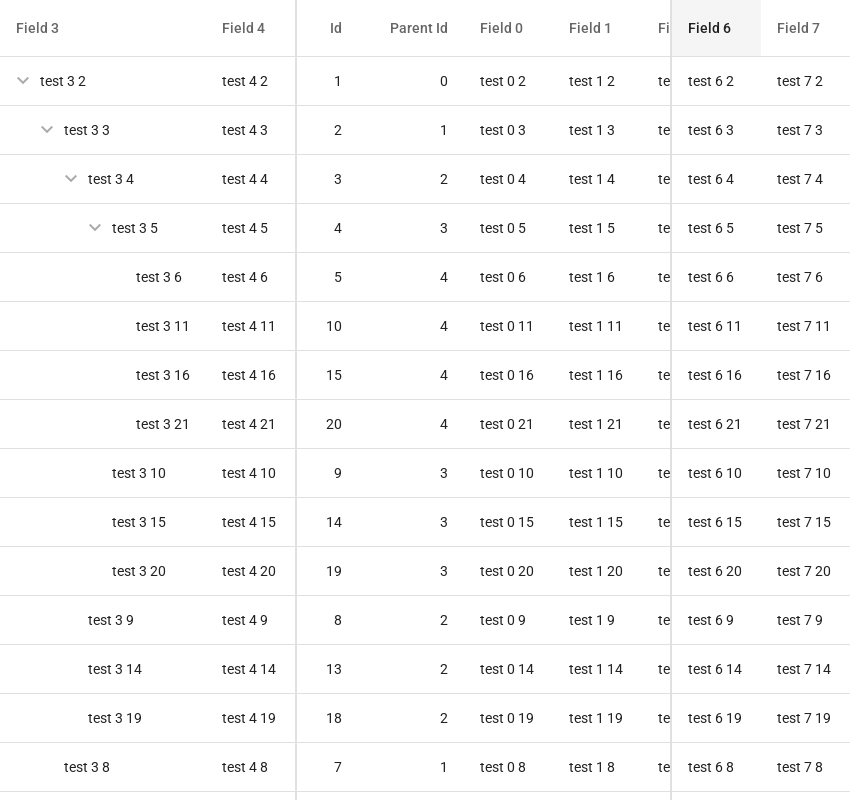 Field 3 Field 4 Id Parent Id Field 0 Field 1 Fi Field 6 Field 7
test 3 2 test 4 2 1 0 test 0 2 test 1 2 te test 6 2 test 7 2
test 3 3 test 4 3 2 1 test 0 3 test 1 3 te test 6 3 test 7 3
test 3 4 test 4 4 3 2 test 0 4 test 1 4 te test 6 4 test 7 4
test 3 5 test 4 5 4 3 test 0 5 test 1 5 te test 6 5 test 7 5
test 3 6 test 4 6 5 4 test 0 6 test 1 6 te test 6 6 test 7 6
test 3 11 test 4 11 10 4 test 0 11 test 1 11 te test 6 11 test 7 11
test 3 16 test 4 16 15 4 test 0 16 test 1 16 te test 6 16 test 7 16
test 3 21 test 4 21 20 4 test 0 21 test 1 21 te test 6 21 test 7 21
test 3 10 test 4 10 9 3 test 0 10 test 1 10 te test 6 10 test 7 10
test 3 15 test 4 15 14 3 test 0 15 test 1 15 te test 6 15 test 7 15
test 3 20 test 4 20 19 3 test 0 20 test 1 20 te test 6 20 test 7 20
test 3 9 test 4 9 8 2 test 0 9 test 1 9 te test 6 9 test 7 9
test 3 14 test 4 14 13 2 test 0 14 test 1 14 te test 6 14 test 7 14
test 3 19 test 4 19 18 2 test 0 19 test 1 19 te test 6 19 test 7 19
test 3 8 test 4 8 7 1 test 0 8 test 1 8 te test 6 8 test 7 8